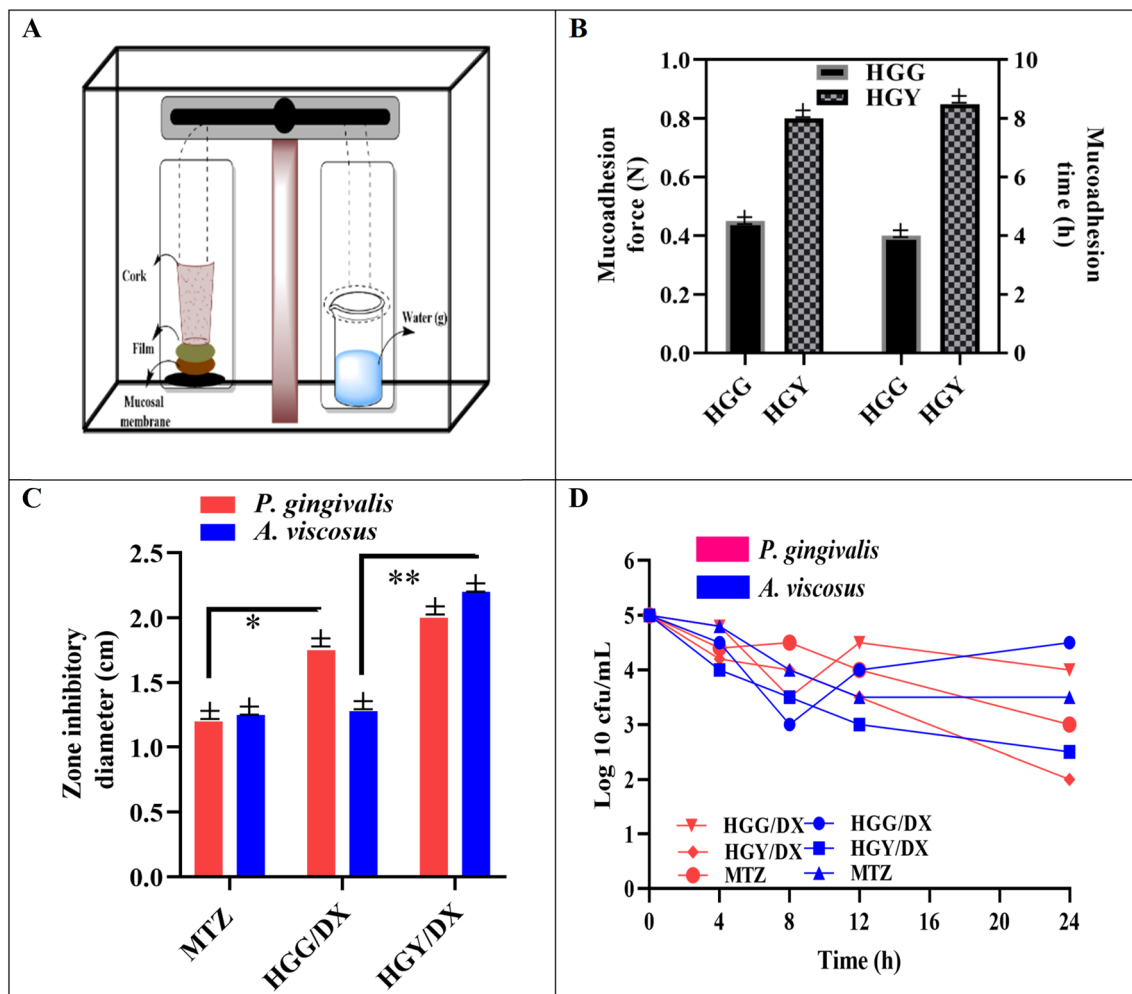 A
Cork
Film
Mucosal
membrane
Water (g)
B
HGG
HGY
Mucoadhesion
force (N)
1.0
0.8
0.6
0.4
0.2
0.0
Mucoadhesion
time (h)
10
8
6
4
2
0
HGG
HGY
HGG
HGY
C
P. gingivalis
A. viscosus
Zone inhibitory
diameter (cm)
2.5
2.0
1.5
1.0
0.5
0.0
*
**
MTZ
HGG/DX
HGY/DX
D
P. gingivalis
A. viscosus
Log 10 cfu/mL
6
5
4
3
2
1
0
HGG/DX
HGY/DX
MTZ
HGG/DX
HGY/DX
MTZ
0 4 8 12 16 20 24
Time (h)